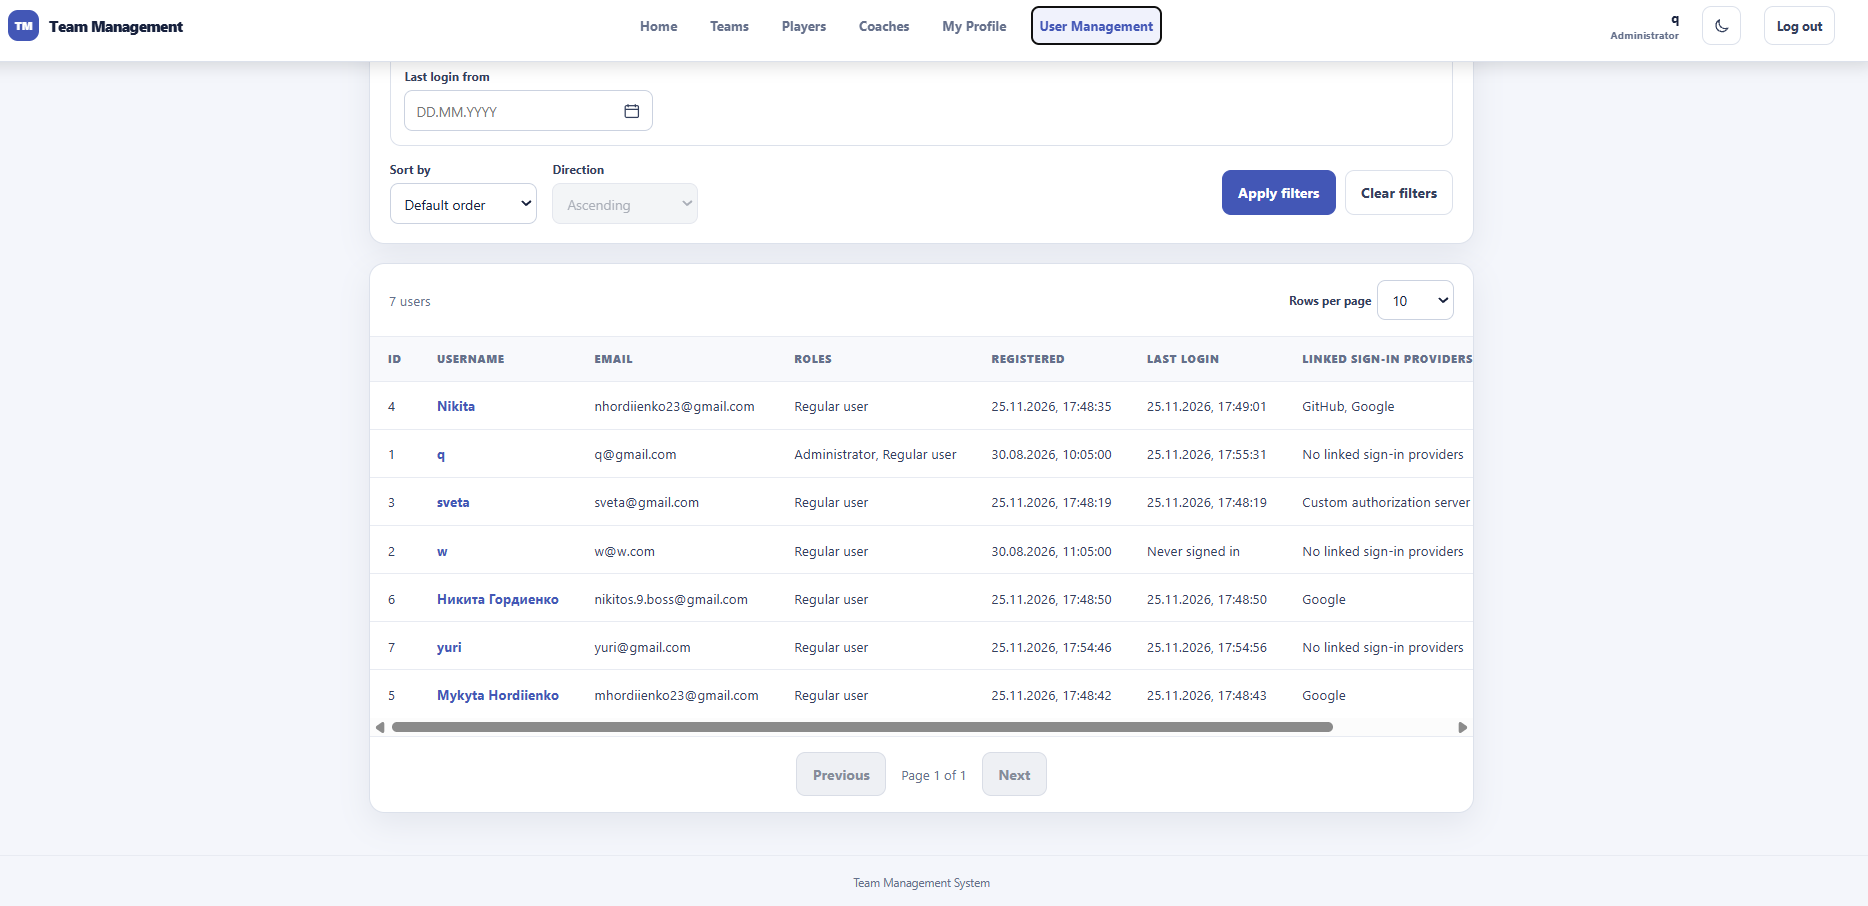 TM Team Management Home Teams Players Coaches My Profile User Management q Administrator Log out
Last login from
DD.MM.YYYY
Sort by Direction
Default order Ascending Apply filters Clear filters
7 users Rows per page 10
ID USERNAME EMAIL ROLES REGISTERED LAST LOGIN LINKED SIGN-IN PROVIDERS
4 Nikita nhordiienko23@gmail.com Regular user 25.11.2026, 17:48:35 25.11.2026, 17:49:01 GitHub, Google
1 q q@gmail.com Administrator, Regular user 30.08.2026, 10:05:00 25.11.2026, 17:55:31 No linked sign-in providers
3 sveta sveta@gmail.com Regular user 25.11.2026, 17:48:19 25.11.2026, 17:48:19 Custom authorization server
2 w w@w.com Regular user 30.08.2026, 11:05:00 Never signed in No linked sign-in providers
6 Никита Гордиенко nikitos.9.boss@gmail.com Regular user 25.11.2026, 17:48:50 25.11.2026, 17:48:50 Google
7 yuri yuri@gmail.com Regular user 25.11.2026, 17:54:46 25.11.2026, 17:54:56 No linked sign-in providers
5 Mykyta Hordiienko mhordiienko23@gmail.com Regular user 25.11.2026, 17:48:42 25.11.2026, 17:48:43 Google
Previous Page 1 of 1 Next
Team Management System